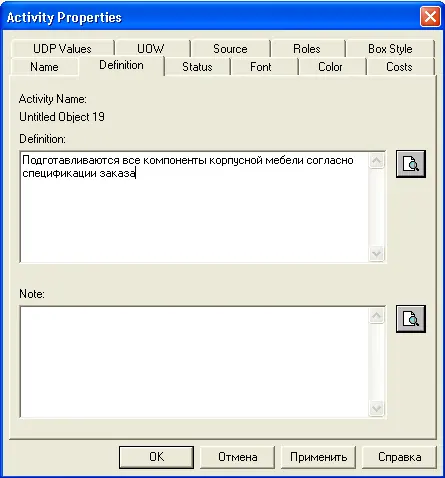 Activity Properties
UDP Values UOW Source Roles Box Style
Name Definition Status Font Color Costs
Activity Name:
Untitled Object 19
Definition:
Подготавливаются все компоненты корпусной мебели согласно
спецификации заказа
Note:
OK Отмена Применить Справка